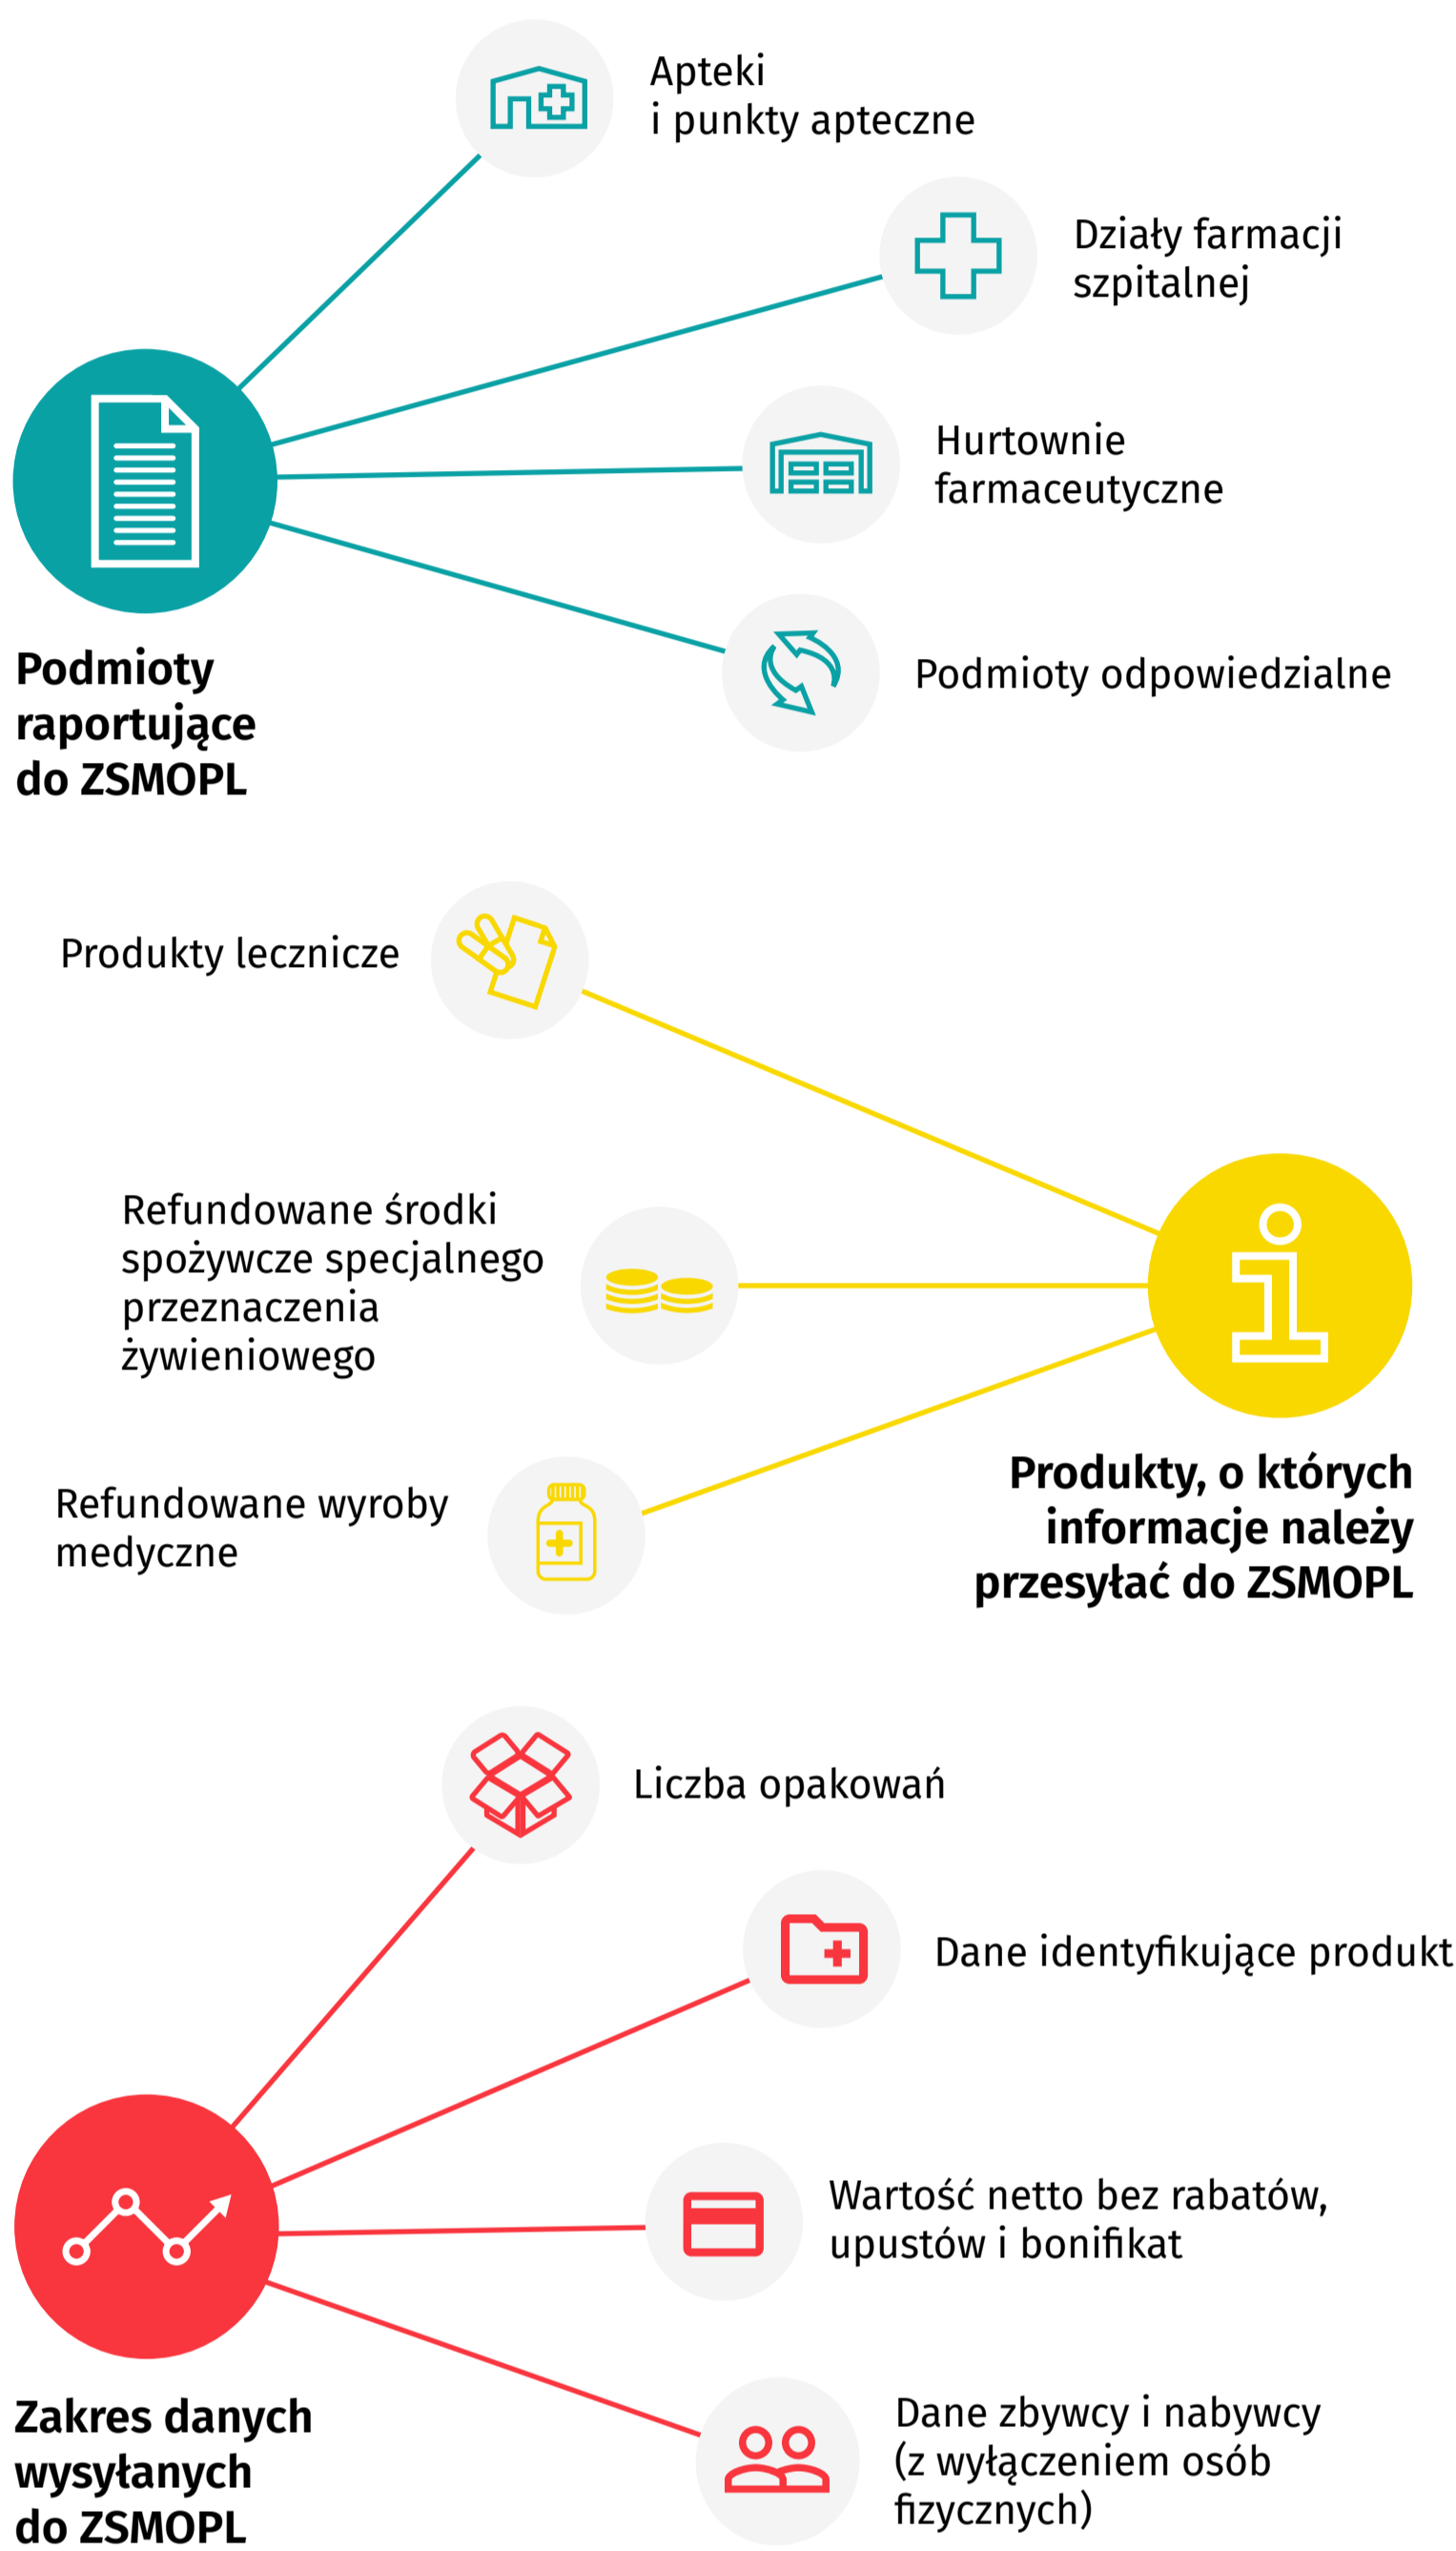 Apteki
i punkty apteczne
Działy farmacji
szpitalnej
Hurtownie
farmaceutyczne
Podmioty odpowiedzialne
Podmioty
raportujące
do ZSMOPL
Produkty lecznicze
Refundowane środki
spożywcze specjalnego
przeznaczenia
żywieniowego
Refundowane wyroby
medyczne
Produkty, o których
informacje należy
przesyłać do ZSMOPL
Liczba opakowań
Dane identyfikujące produkt
Wartość netto bez rabatów,
upustów i bonifikat
Dane zbywcy i nabywcy
(z wyłączeniem osób
fizycznych)
Zakres danych
wysyłanych
do ZSMOPL